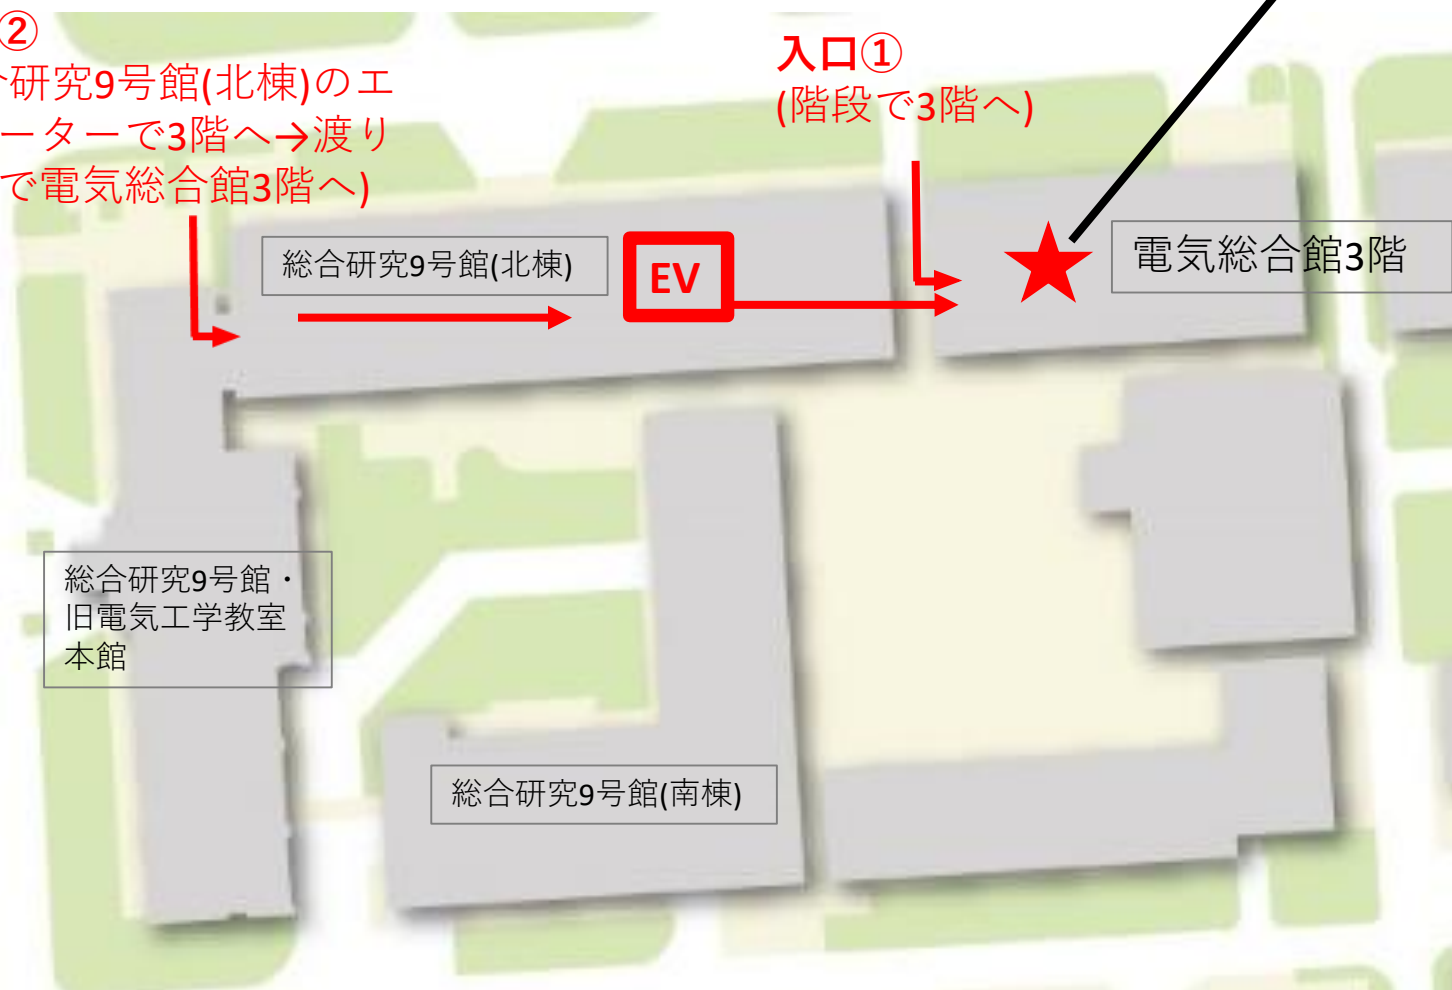 ②
研究9号館(北棟)のエ
ーターで3階へ→渡り
で電気総合館3階へ)
入口①
(階段で3階へ)
総合研究9号館(北棟)
EV
電気総合館3階
総合研究9号館・
旧電気工学教室
本館
総合研究9号館(南棟)